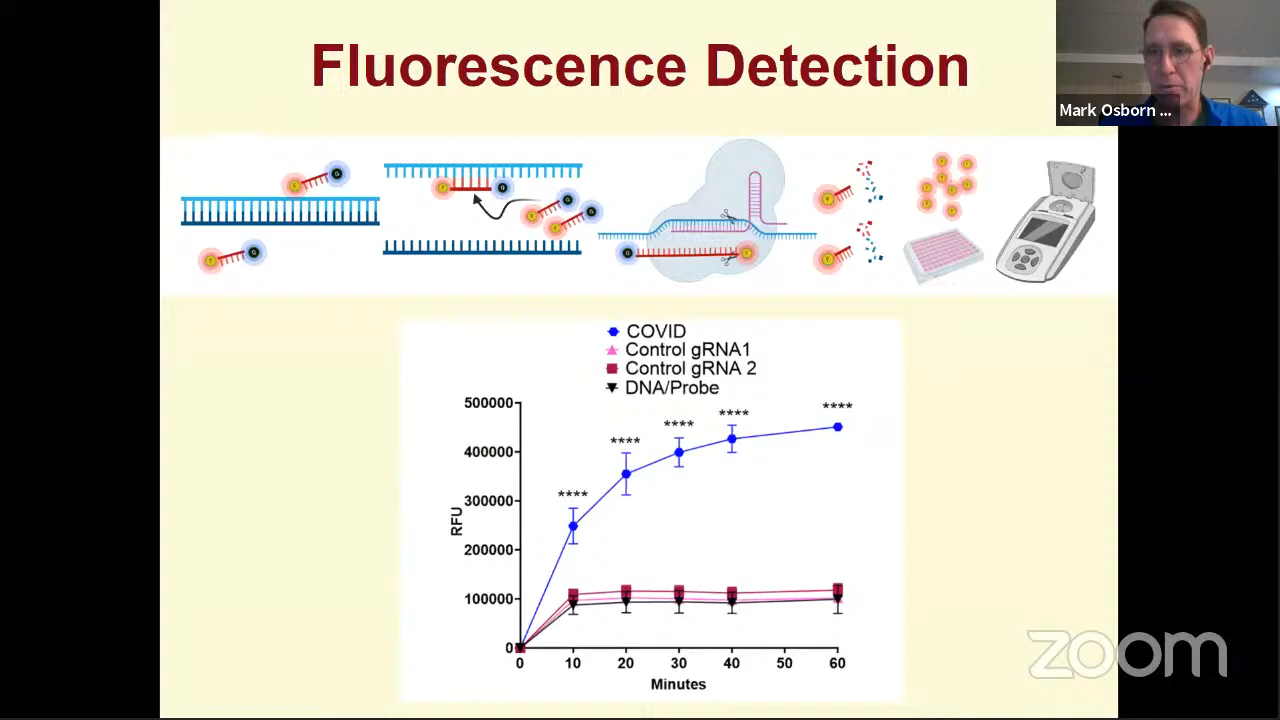 Fluorescence Detection
Mark Osborn ...
COVID
Control gRNA1
Control gRNA 2
DNA/Probe
500000
400000
300000
200000
100000
0
RFU
****
****
****
****
****
0 10 20 30 40 50 60
Minutes
zoom